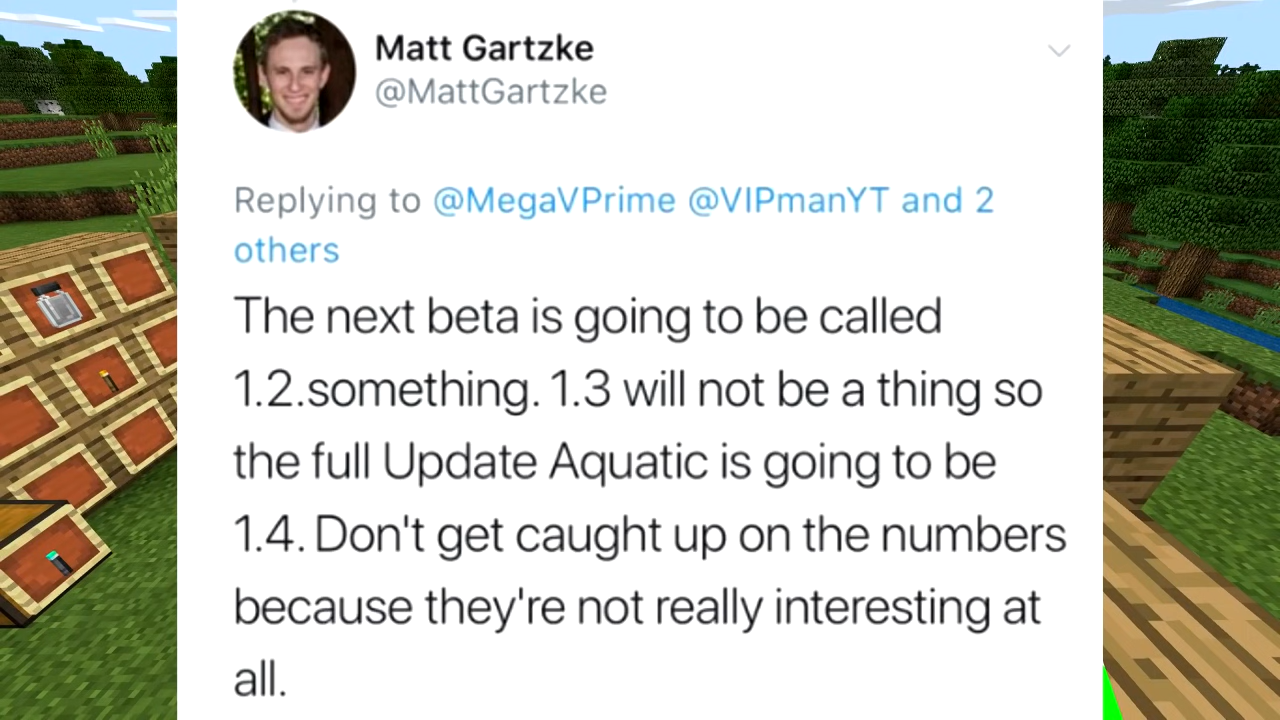 Matt Gartzke
@MattGartzke
Replying to @MegaVPrime @VIPmanYT and 2
others
The next beta is going to be called
1.2.something. 1.3 will not be a thing so
the full Update Aquatic is going to be
1.4. Don't get caught up on the numbers
because they're not really interesting at
all.